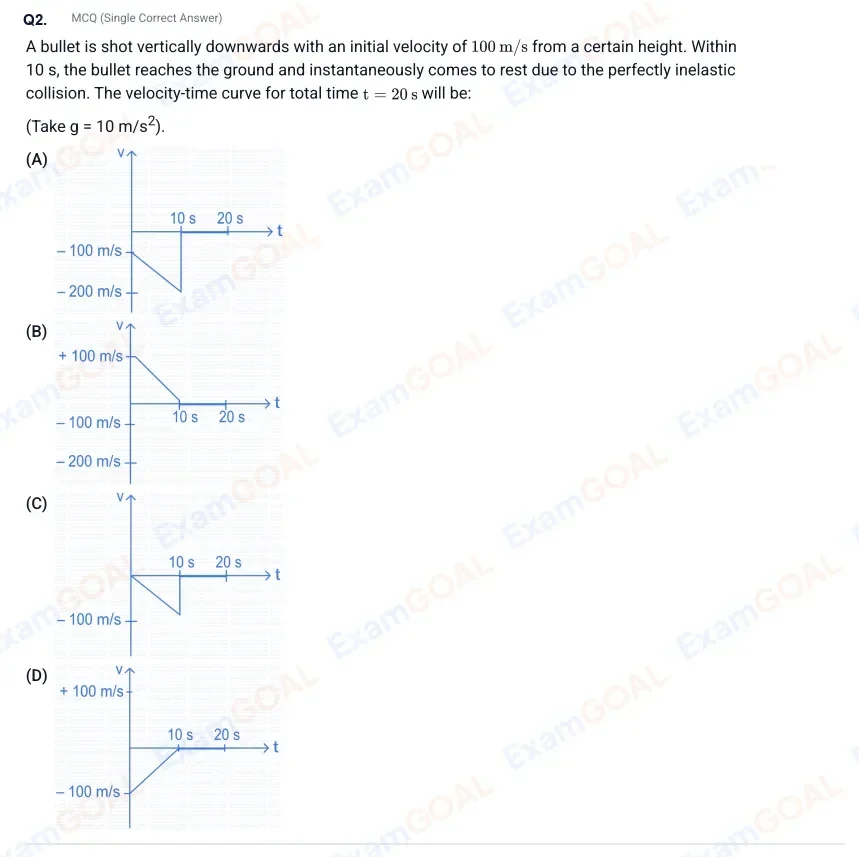 Q2. MCQ (Single Correct Answer)
A bullet is shot vertically downwards with an initial velocity of 100 m/s from a certain height. Within
10 s, the bullet reaches the ground and instantaneously comes to rest due to the perfectly inelastic
collision. The velocity-time curve for total time t = 20 s will be:
(Take g = 10 m/s²).
(A)
V
10 s 20 s
t
– 100 m/s
– 200 m/s
(B)
V
+ 100 m/s
t
10 s 20 s
– 100 m/s
– 200 m/s
(C)
V
10 s 20 s
t
– 100 m/s
(D)
V
+ 100 m/s
10 s 20 s
t
– 100 m/s
ExamGOAL